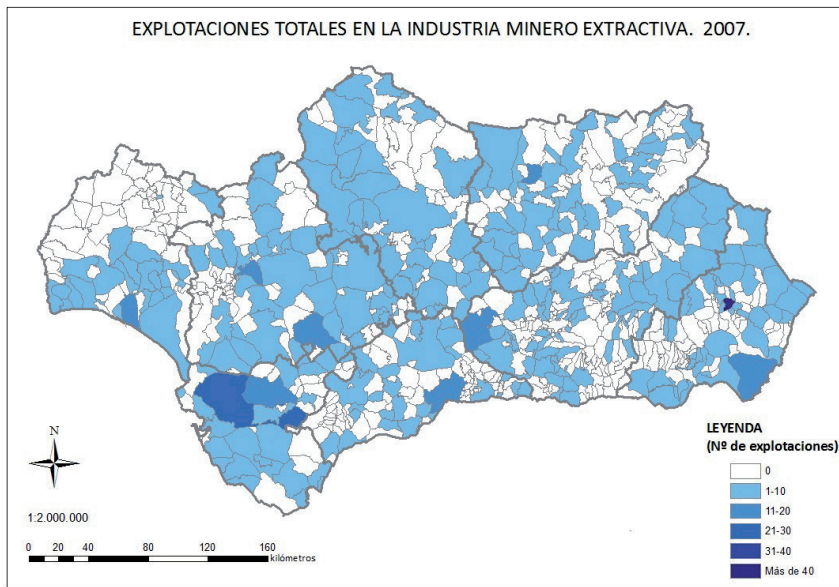 EXPLOTACIONES TOTALES EN LA INDUSTRIA MINERO EXTRACTIVA. 2007.
LEYENDA
(Nº de explotaciones)
0
1-10
11-20
21-30
31-40
Más de 40
N
1:2.000.000
0 20 40 80 120 160
kilómetros